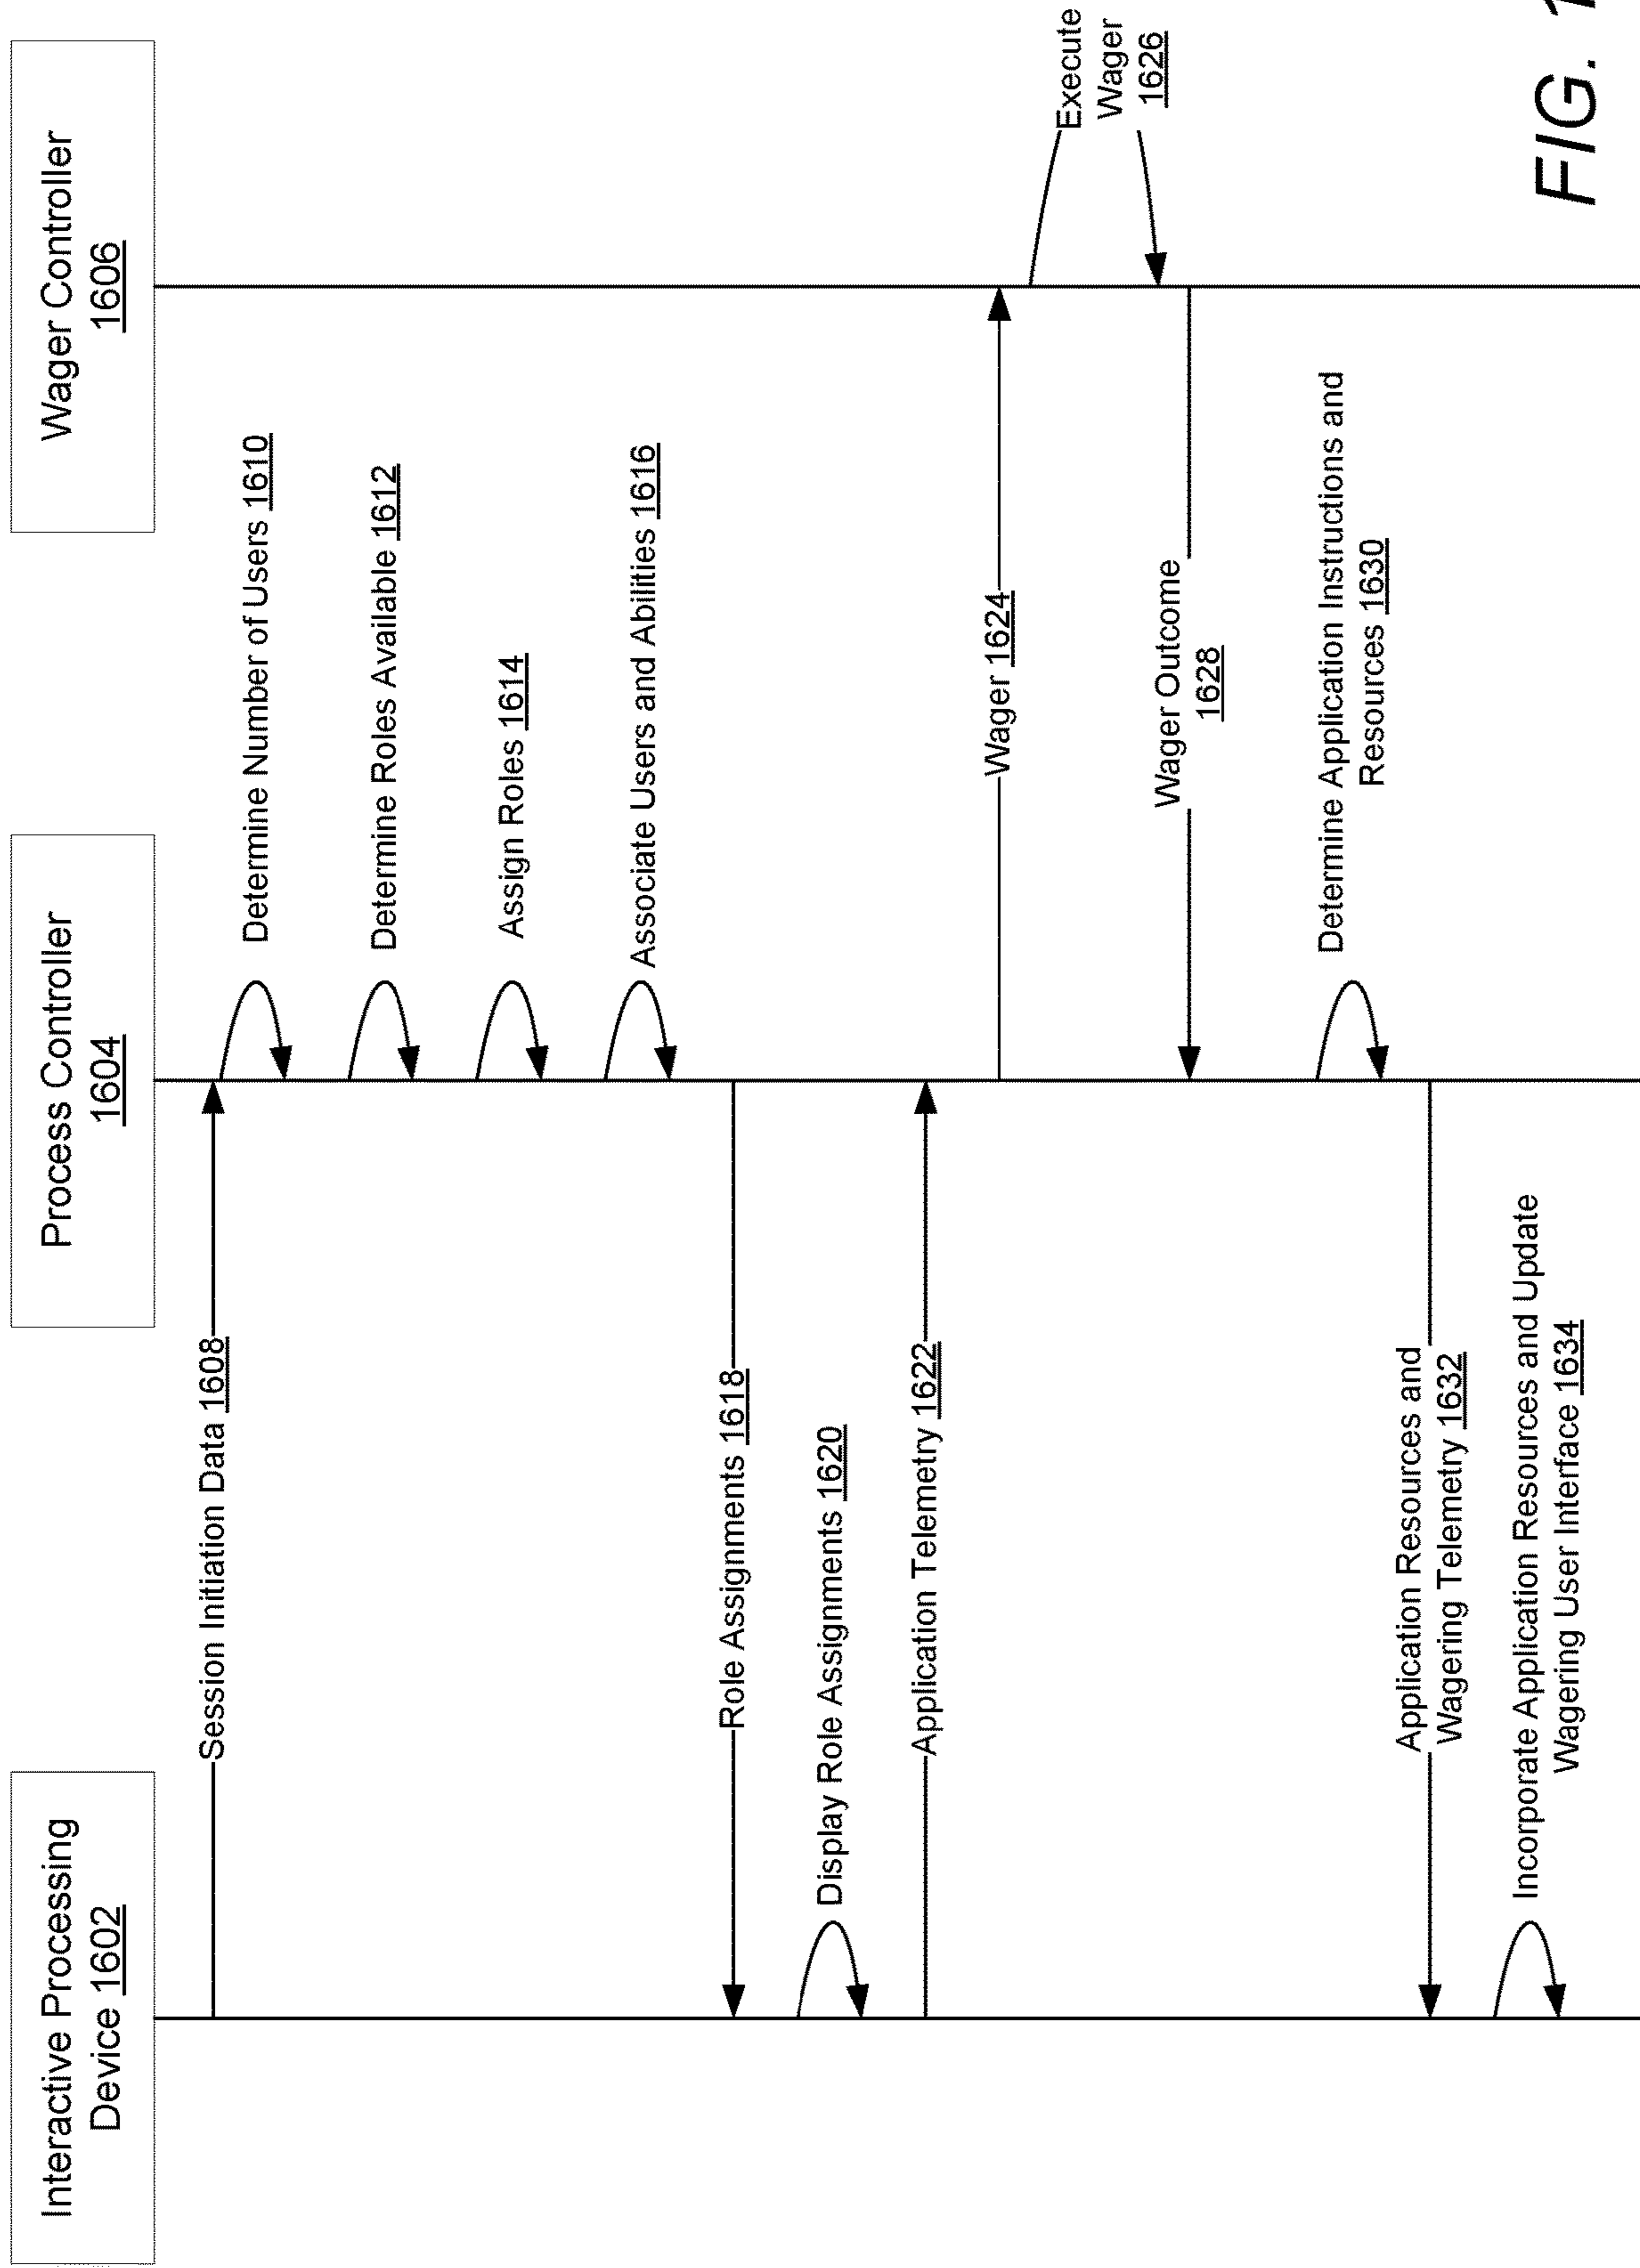 Interactive Processing
Device 1602
Process Controller
1604
Wager Controller
1606
Session Initiation Data 1608
Determine Number of Users 1610
Determine Roles Available 1612
Assign Roles 1614
Associate Users and Abilities 1616
Role Assignments 1618
Display Role Assignments 1620
Application Telemetry 1622
Wager 1624
Execute
Wager
1626
Wager Outcome
1628
Determine Application Instructions and
Resources 1630
Application Resources and
Wagering Telemetry 1632
Incorporate Application Resources and Update
Wagering User Interface 1634
FIG.